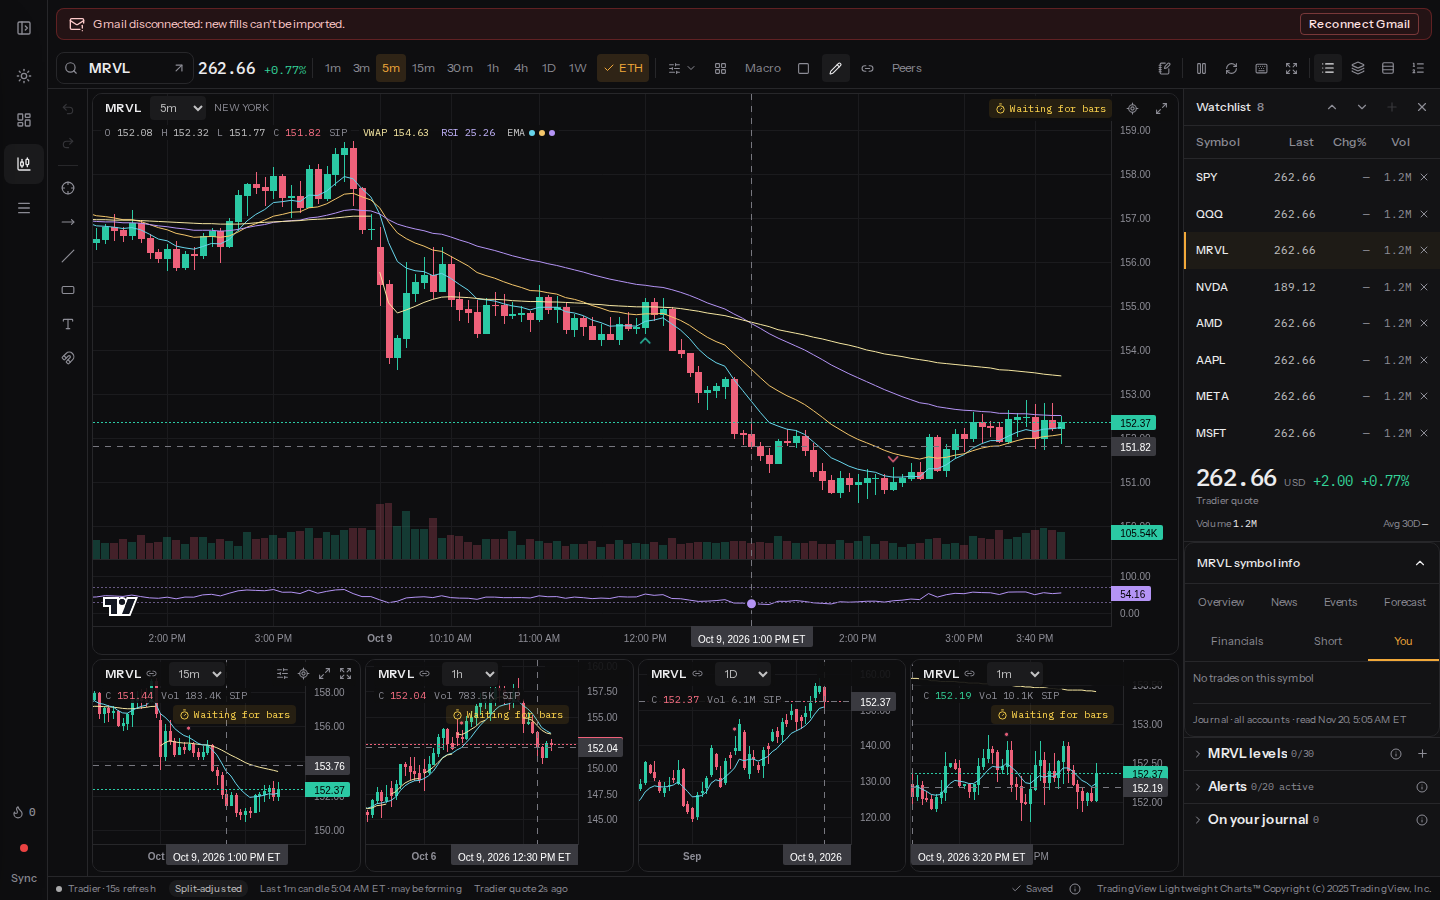 Gmail disconnected: new fills can't be imported.
Reconnect Gmail
MRVL
262.66 +0.77%
1m 3m 5m 15m 30m 1h 4h 1D 1W
ETH
Macro
Peers
MRVL 5m NEW YORK
Waiting for bars
O 152.08 H 152.32 L 151.77 C 151.82 SIP VWAP 154.63 RSI 25.26 EMA
159.00
158.00
157.00
156.00
155.00
154.00
153.00
152.37
151.82
151.00
105.54K
100.00
54.16
0.00
2:00 PM 3:00 PM Oct 9 10:10 AM 11:00 AM 12:00 PM Oct 9, 2026 1:00 PM ET 2:00 PM 3:00 PM 3:40 PM
MRVL 15m
C 151.44 Vol 183.4K SIP
Waiting for bars
158.00
156.00
153.76
152.37
150.00
Oct Oct 9, 2026 1:00 PM ET
MRVL 1h
C 152.04 Vol 783.5K SIP
Waiting for bars
157.50
155.00
152.04
150.00
147.50
145.00
Oct 6 Oct 9, 2026 12:30 PM ET
MRVL 1D
C 152.37 Vol 6.1M SIP
152.37
140.00
130.00
120.00
Sep Oct 9, 2026
MRVL 1m
C 152.19 Vol 10.1K SIP
Waiting for bars
153.00
152.50
152.37
152.19
152.00
Oct 9, 2026 3:20 PM ET PM
Watchlist 8
Symbol Last Chg% Vol
SPY 262.66 — 1.2M
QQQ 262.66 — 1.2M
MRVL 262.66 — 1.2M
NVDA 189.12 — 1.2M
AMD 262.66 — 1.2M
AAPL 262.66 — 1.2M
META 262.66 — 1.2M
MSFT 262.66 — 1.2M
262.66 USD +2.00 +0.77%
Tradier quote
Volume 1.2M Avg 30D —
MRVL symbol info
Overview News Events Forecast
Financials Short You
No trades on this symbol
Journal · all accounts · read Nov 20, 5:05 AM ET
MRVL levels 0/30
Alerts 0/20 active
On your journal 0
0
Sync
Tradier · 15s refresh
Split-adjusted
Last 1m candle 5:04 AM ET · may be forming
Tradier quote 2s ago
Saved
TradingView Lightweight Charts™ Copyright (c) 2025 TradingView, Inc.